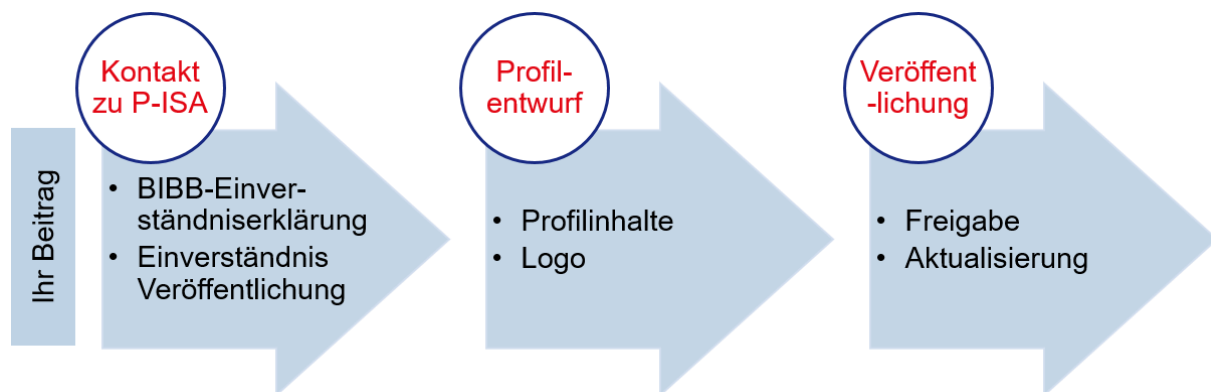 Ihr Beitrag
Kontakt
zu P-ISA
• BIBB-Einver-
ständniserklärung
• Einverständnis
Veröffentlichung
Profil-
entwurf
• Profilinhalte
• Logo
Veröffent
-lichung
• Freigabe
• Aktualisierung